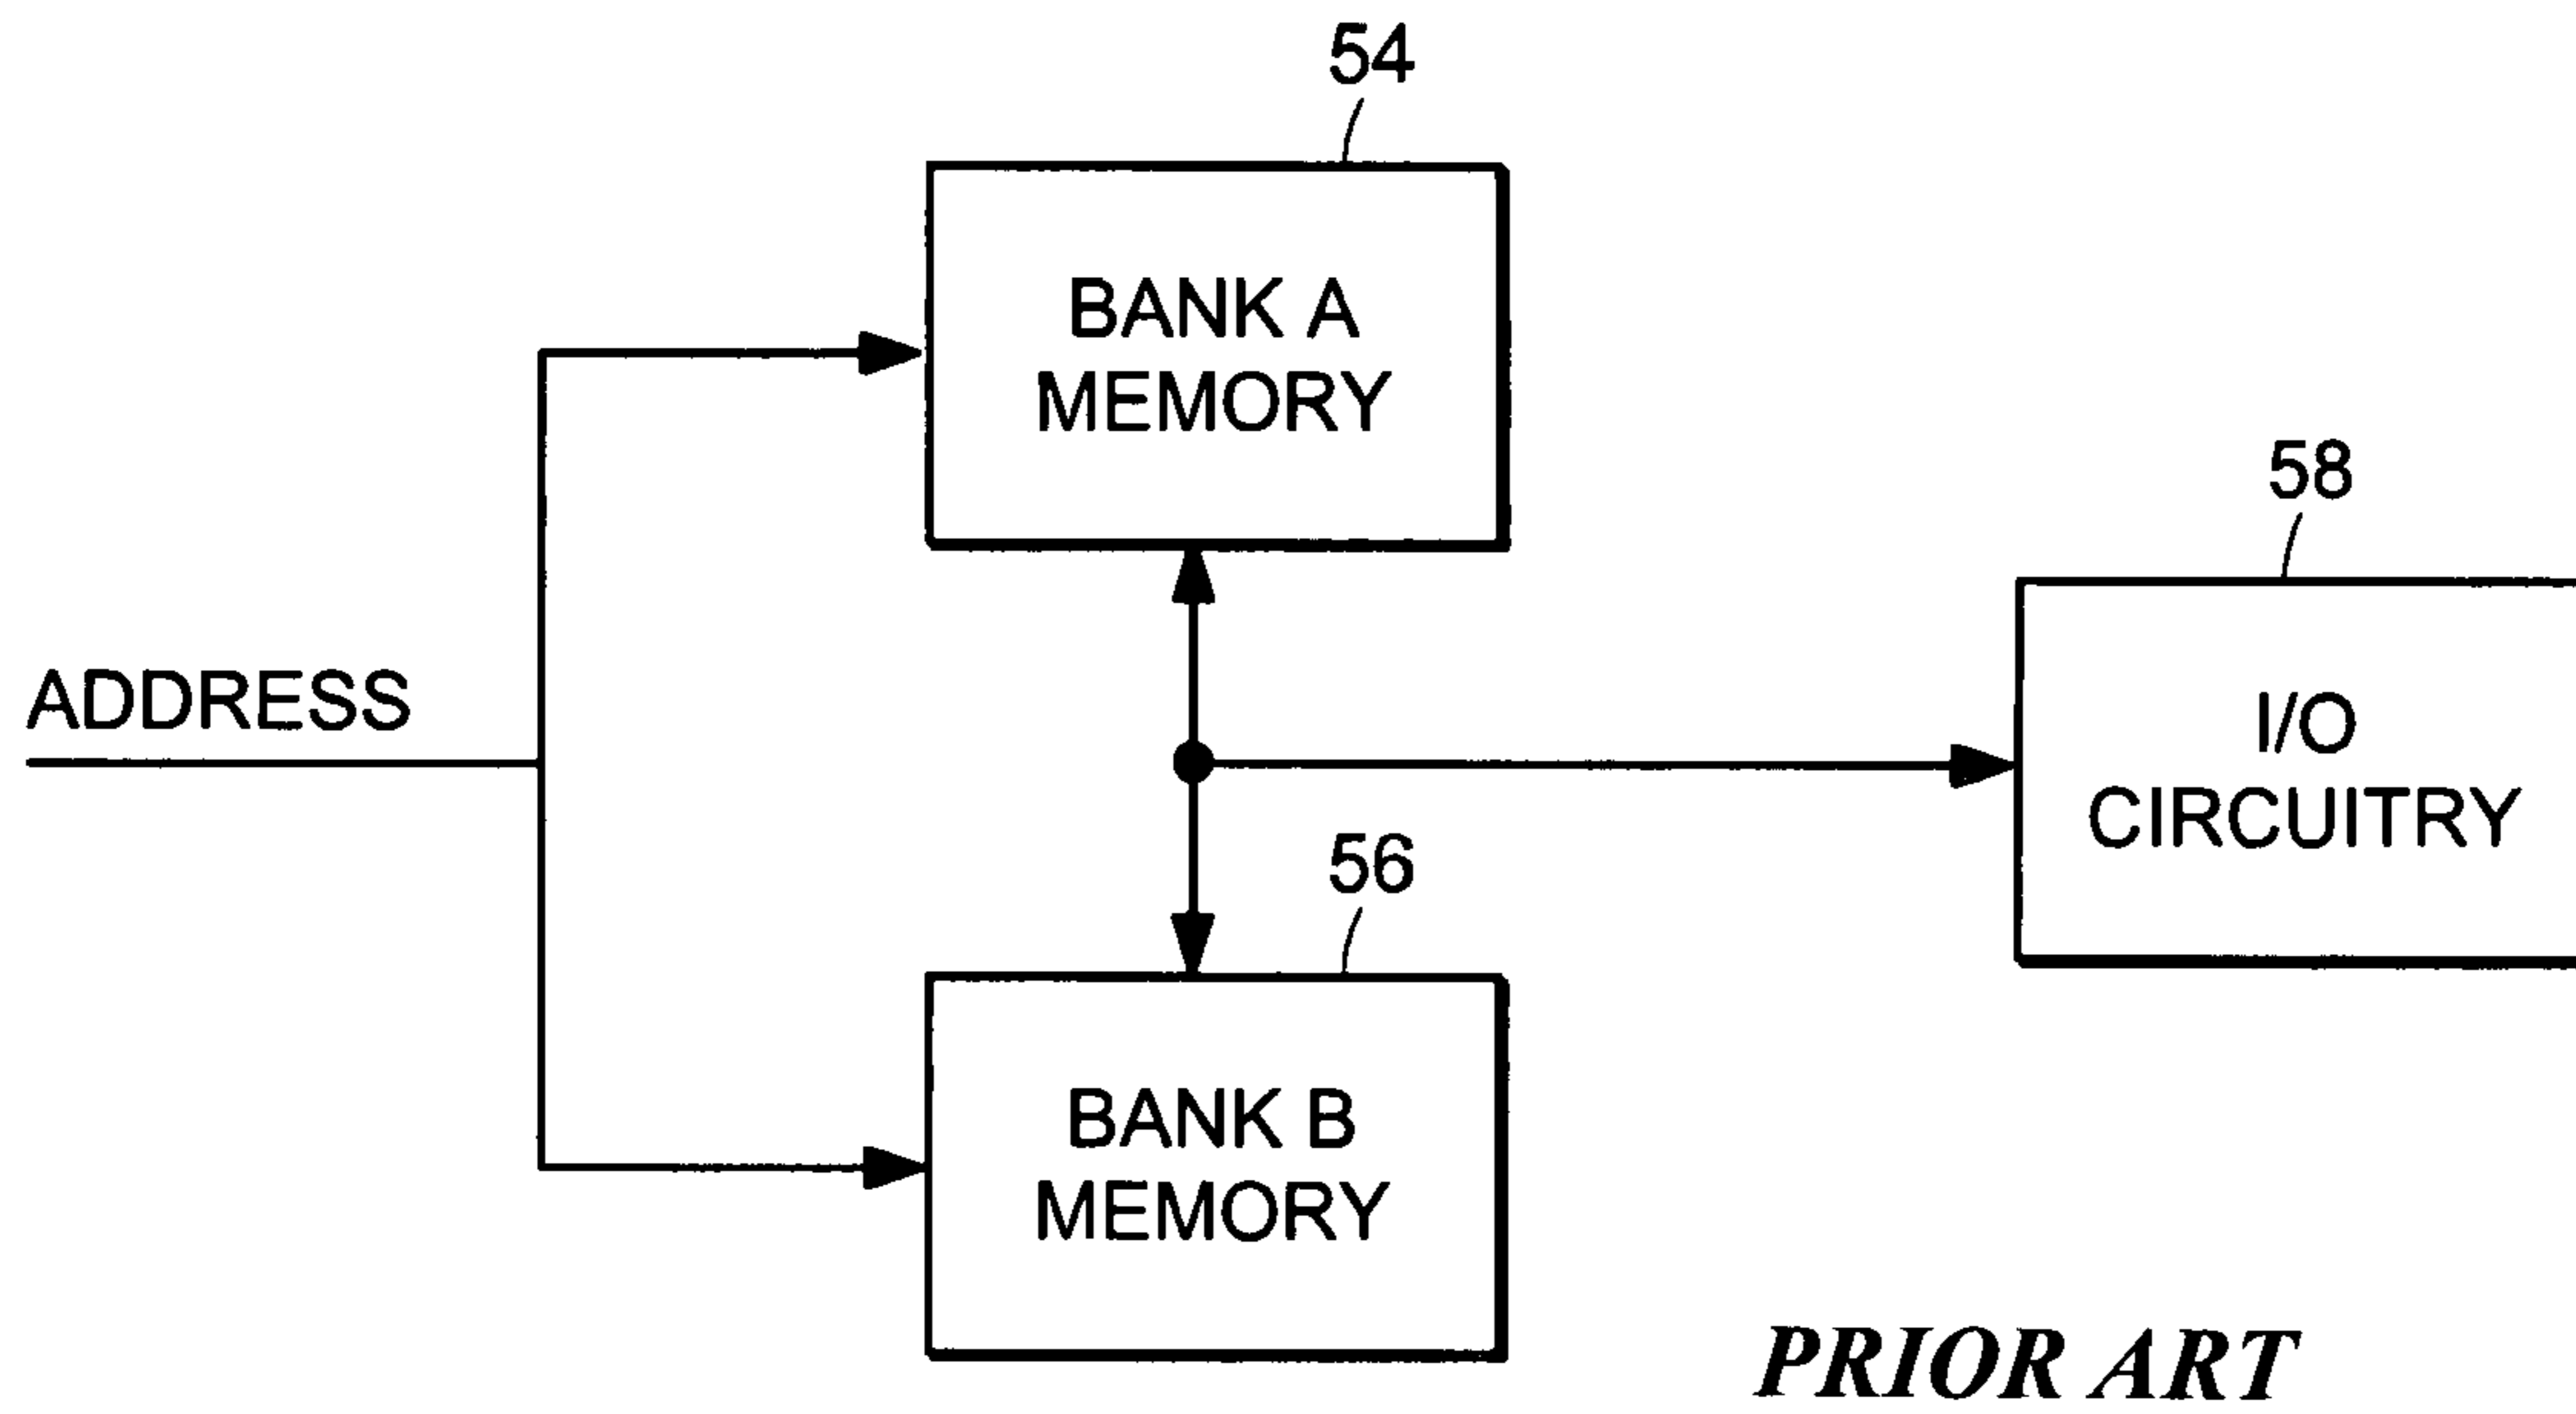 54
BANK A
MEMORY
58
ADDRESS
I/O
CIRCUITRY
56
BANK B
MEMORY
PRIOR ART